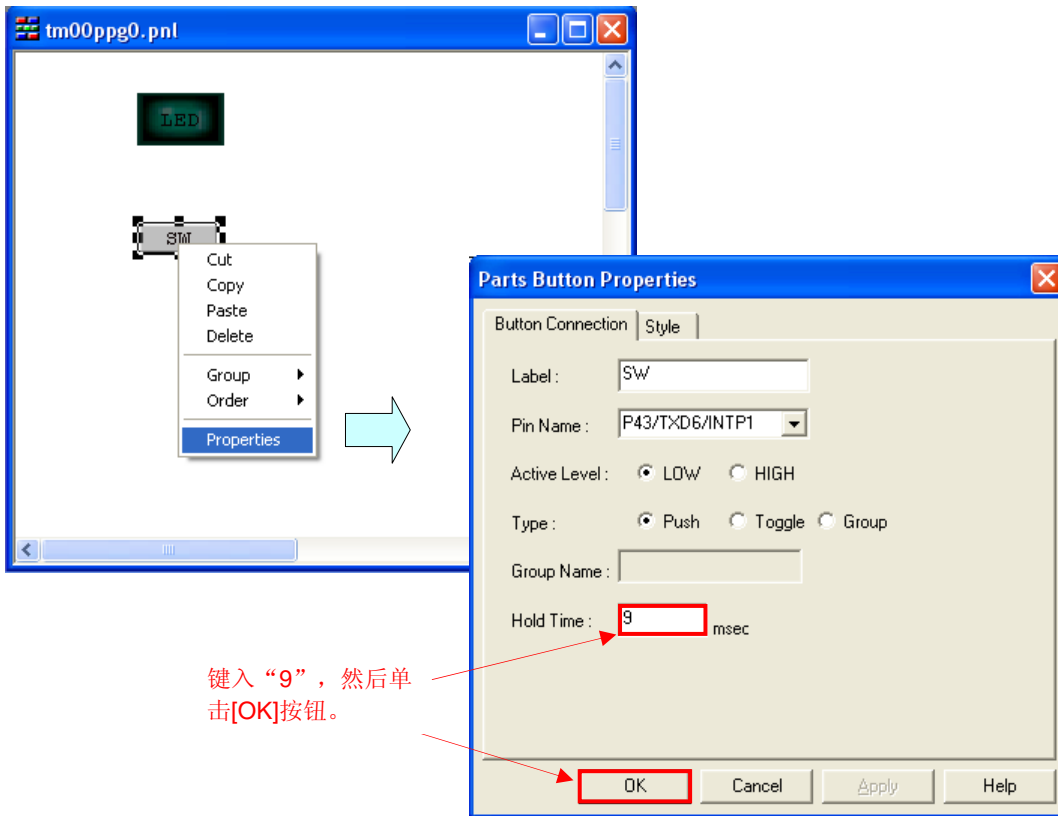 tm00ppg0.pnl
LED
SW
Cut
Copy
Paste
Delete
Group
Order
Properties
Parts Button Properties
Button Connection
Style
Label :
SW
Pin Name :
P43/TXD6/INTP1
Active Level :
LOW
HIGH
Type :
Push
Toggle
Group
Group Name :
Hold Time :
9
msec
键入“9”，然后单
击[OK]按钮。
OK
Cancel
Apply
Help